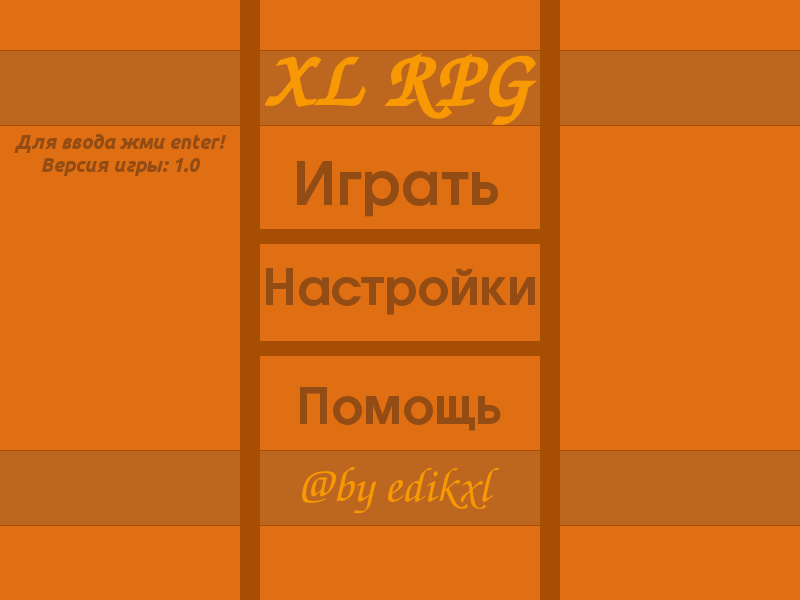 XL RPG
Для ввода жми enter!
Версия игры: 1.0
Играть
Настройки
Помощь
@by edikxl